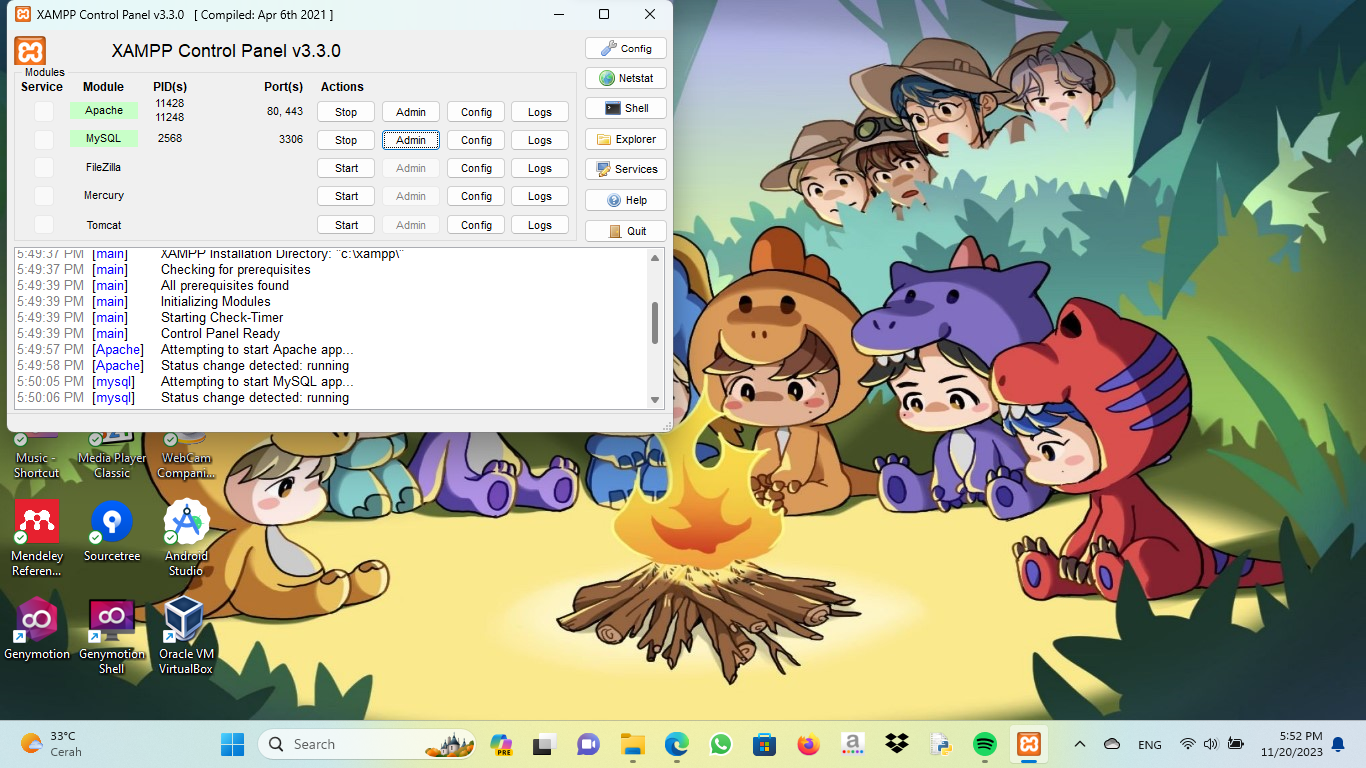 XAMPP Control Panel v3.3.0 [ Compiled: Apr 6th 2021 ]
XAMPP Control Panel v3.3.0
Config
Modules
Service Module PID(s) Port(s) Actions
Netstat
Apache 11428 11248 80, 443 Stop Admin Config Logs
Shell
MySQL 2568 3306 Stop Admin Config Logs
Explorer
FileZilla Start Admin Config Logs
Services
Mercury Start Admin Config Logs
Help
Tomcat Start Admin Config Logs
Quit
5:49:37 PM [main] XAMPP Installation Directory: "c:\xampp\"
5:49:37 PM [main] Checking for prerequisites
5:49:39 PM [main] All prerequisites found
5:49:39 PM [main] Initializing Modules
5:49:39 PM [main] Starting Check-Timer
5:49:39 PM [main] Control Panel Ready
5:49:57 PM [Apache] Attempting to start Apache app...
5:49:58 PM [Apache] Status change detected: running
5:50:05 PM [mysql] Attempting to start MySQL app...
5:50:06 PM [mysql] Status change detected: running
Music - Shortcut
Media Player Classic
WebCam Compani...
Mendeley Referen...
Sourcetree
Android Studio
Genymotion
Genymotion Shell
Oracle VM VirtualBox
33°C
Cerah
Search
PRE
a
ENG
5:52 PM
11/20/2023